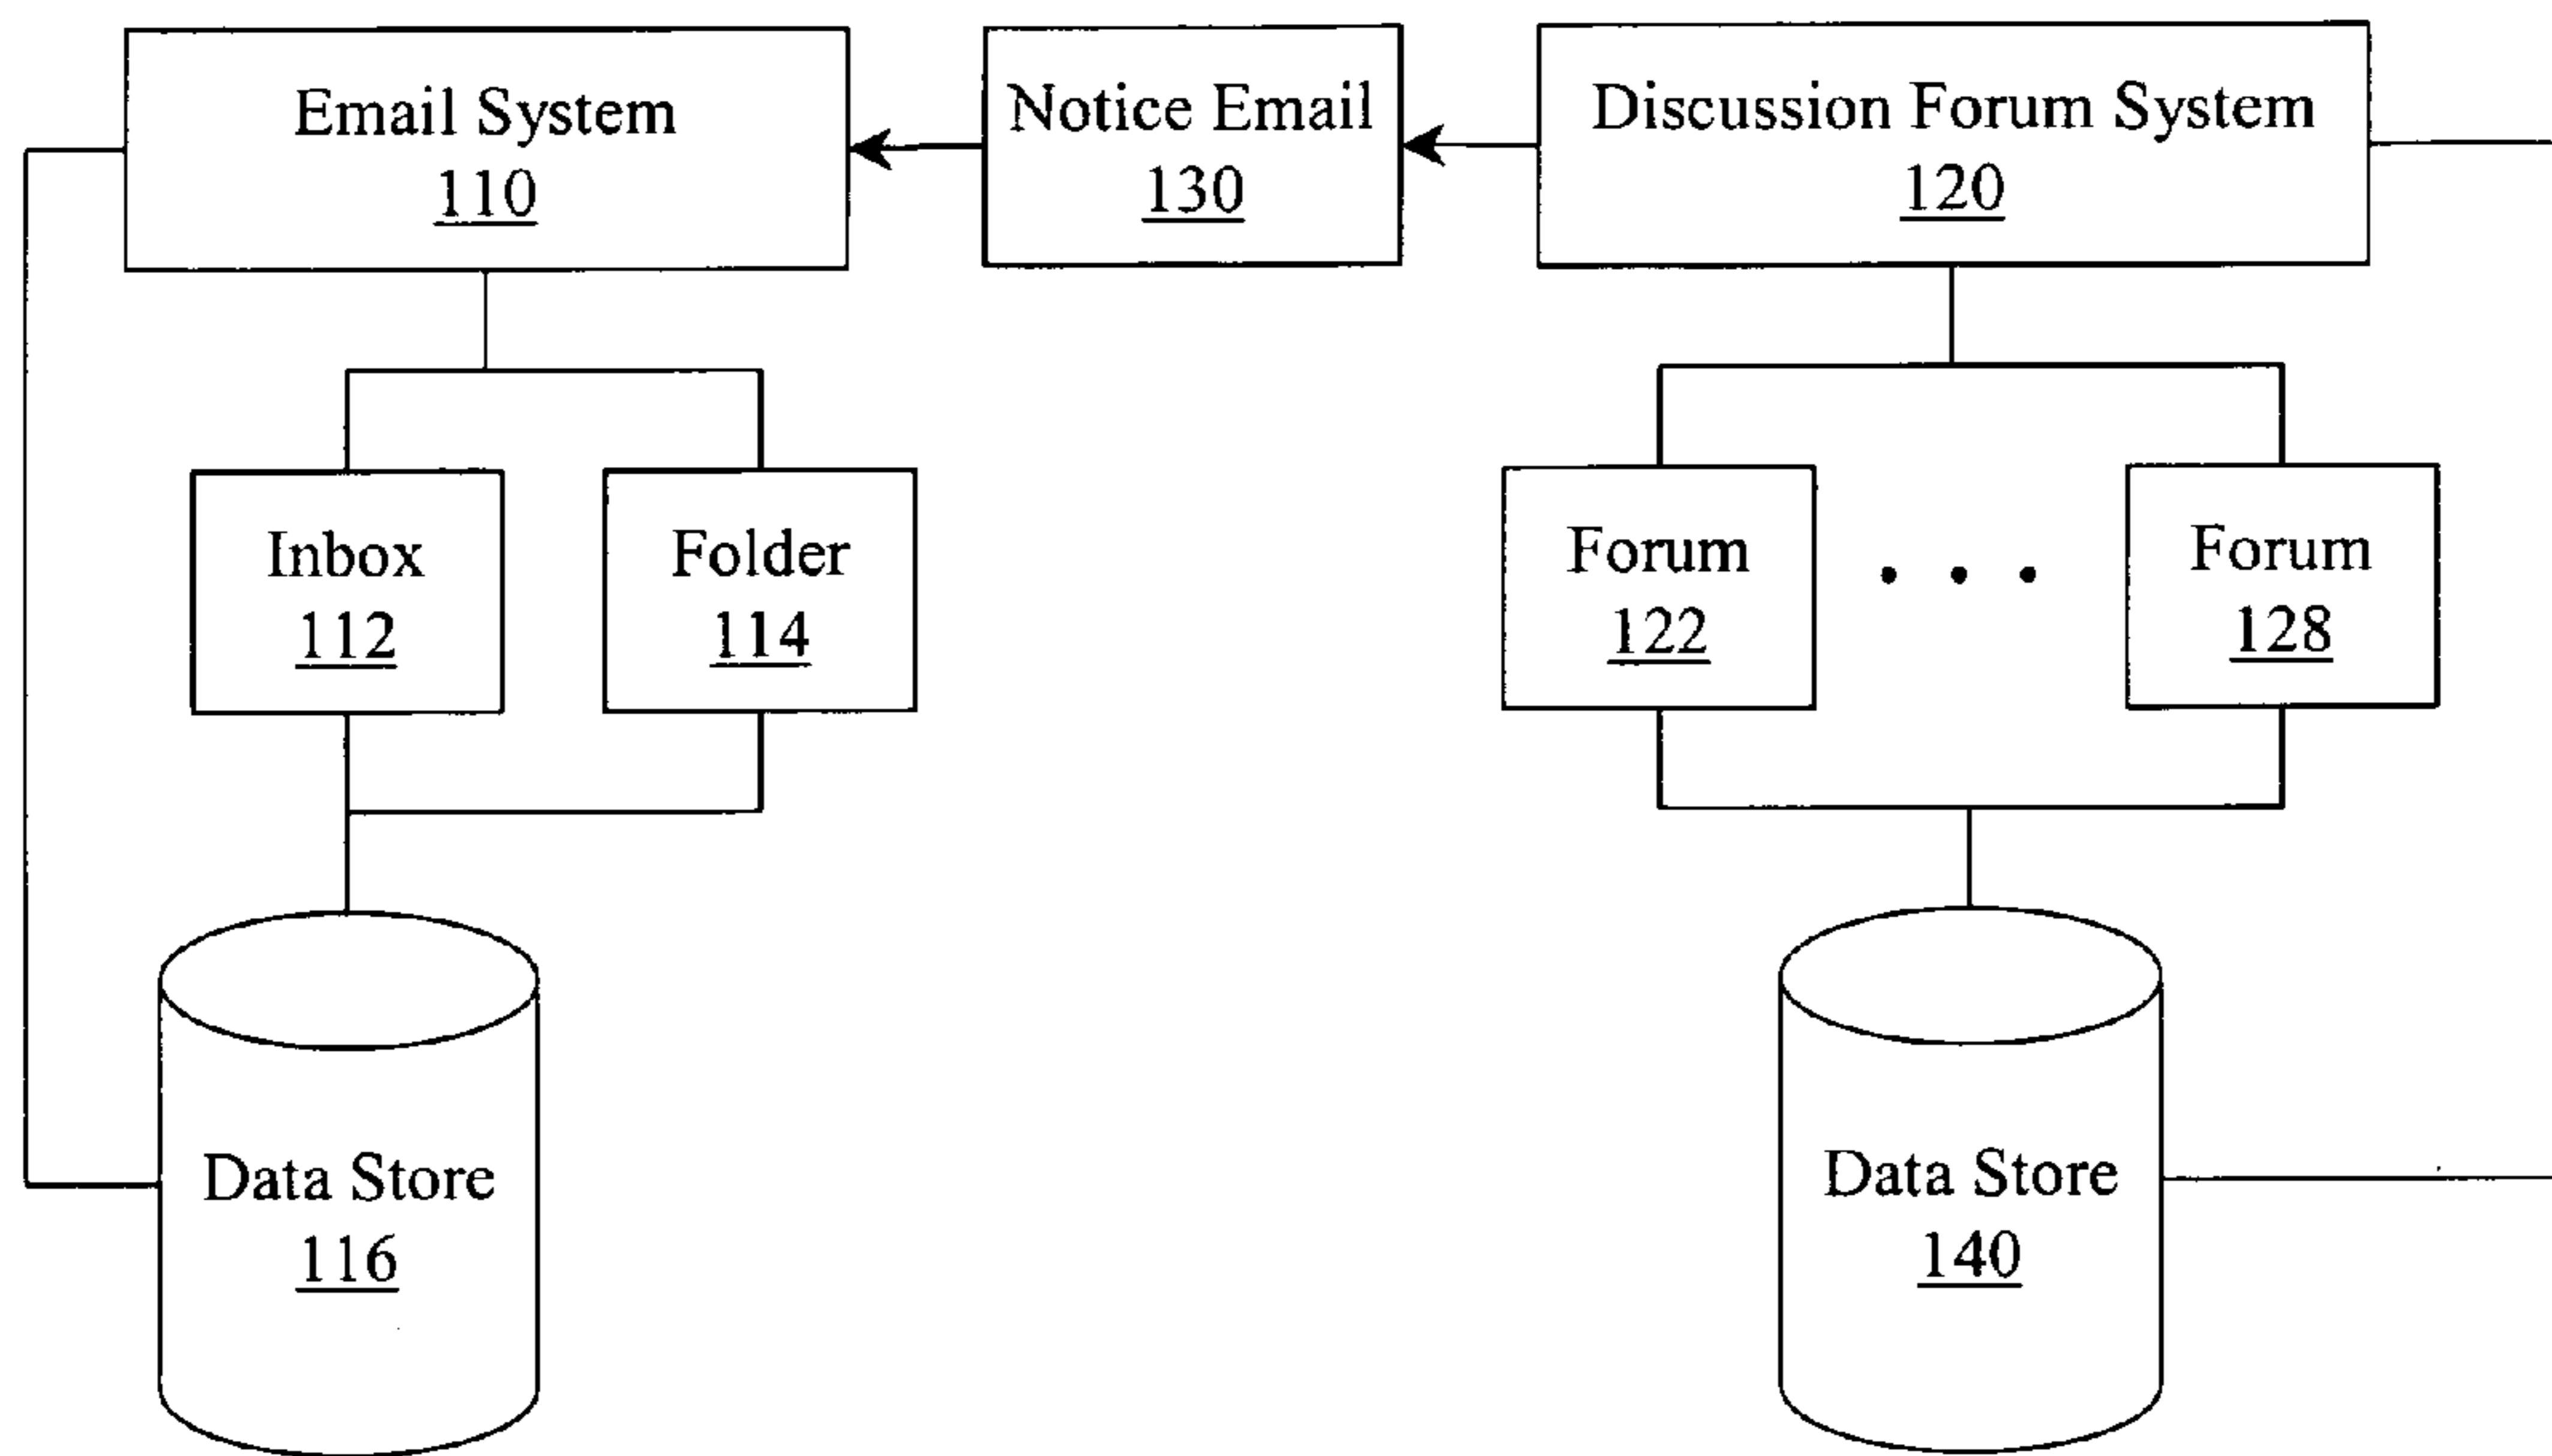 Email System
110
Notice Email
130
Discussion Forum System
120
Inbox
112
Folder
114
Forum
122
Forum
128
Data Store
116
Data Store
140